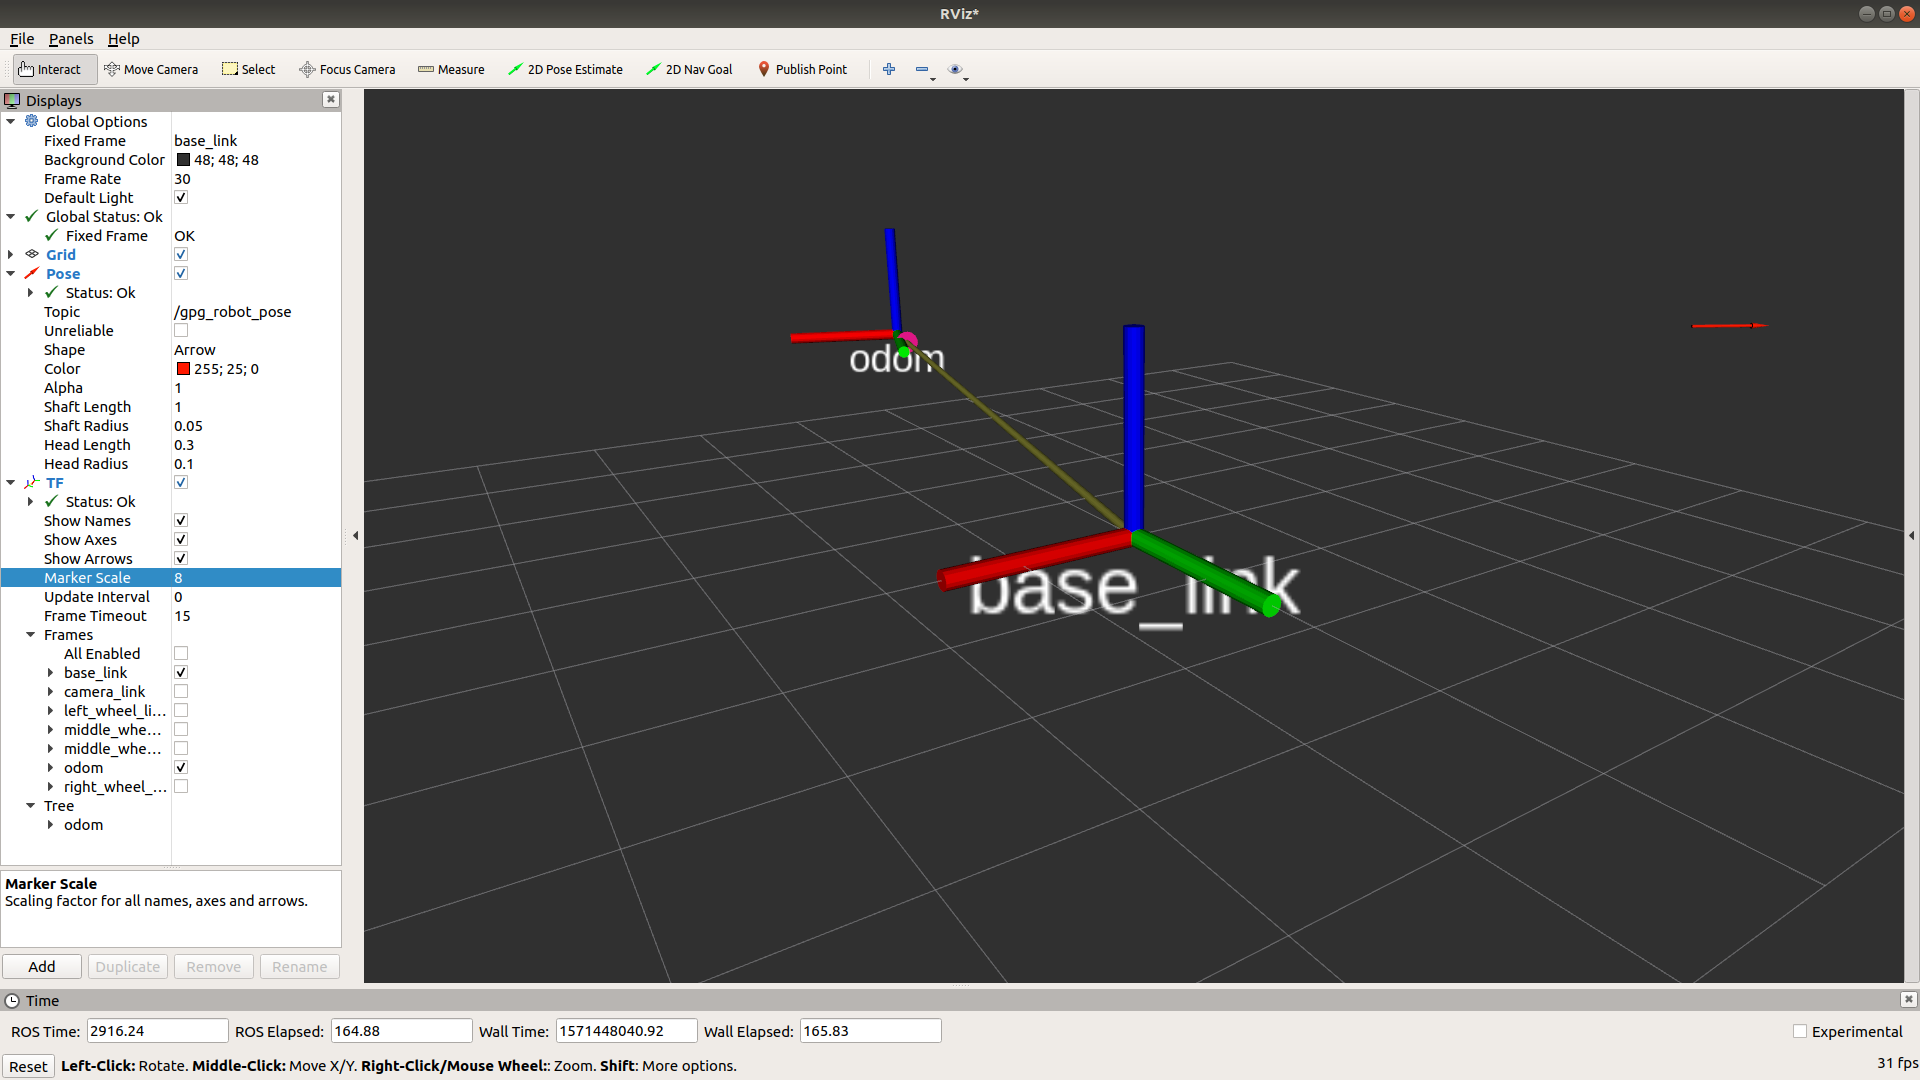 RViz*
File Panels Help
Interact Move Camera Select Focus Camera Measure 2D Pose Estimate 2D Nav Goal Publish Point
Displays
Global Options
Fixed Frame base_link
Background Color 48; 48; 48
Frame Rate 30
Default Light
Global Status: Ok
Fixed Frame OK
Grid
Pose
Status: Ok
Topic /gpg_robot_pose
Unreliable
Shape Arrow
Color 255; 25; 0
Alpha 1
Shaft Length 1
Shaft Radius 0.05
Head Length 0.3
Head Radius 0.1
TF
Status: Ok
Show Names
Show Axes
Show Arrows
Marker Scale 8
Update Interval 0
Frame Timeout 15
Frames
All Enabled
base_link
camera_link
left_wheel_li...
middle_whe...
middle_whe...
odom
right_wheel_...
Tree
odom
Marker Scale
Scaling factor for all names, axes and arrows.
Add Duplicate Remove Rename
odom
base_link
Time
ROS Time: 2916.24 ROS Elapsed: 164.88 Wall Time: 1571448040.92 Wall Elapsed: 165.83 Experimental
Reset Left-Click: Rotate. Middle-Click: Move X/Y. Right-Click/Mouse Wheel:: Zoom. Shift: More options. 31 fps